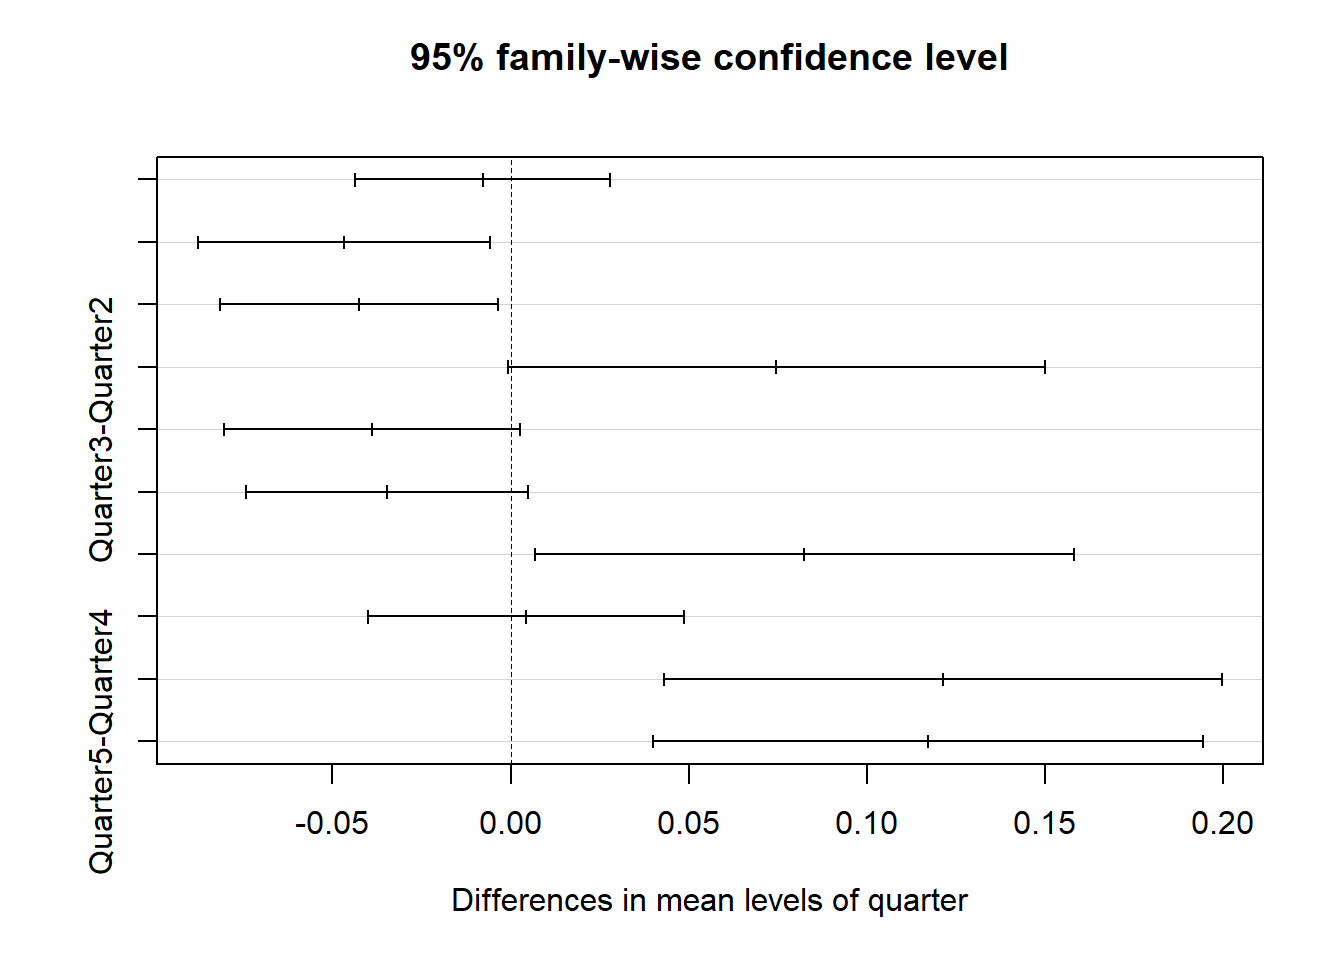 95% family-wise confidence level
Quarter3-Quarter2
Quarter5-Quarter4
-0.05 0.00 0.05 0.10 0.15 0.20
Differences in mean levels of quarter